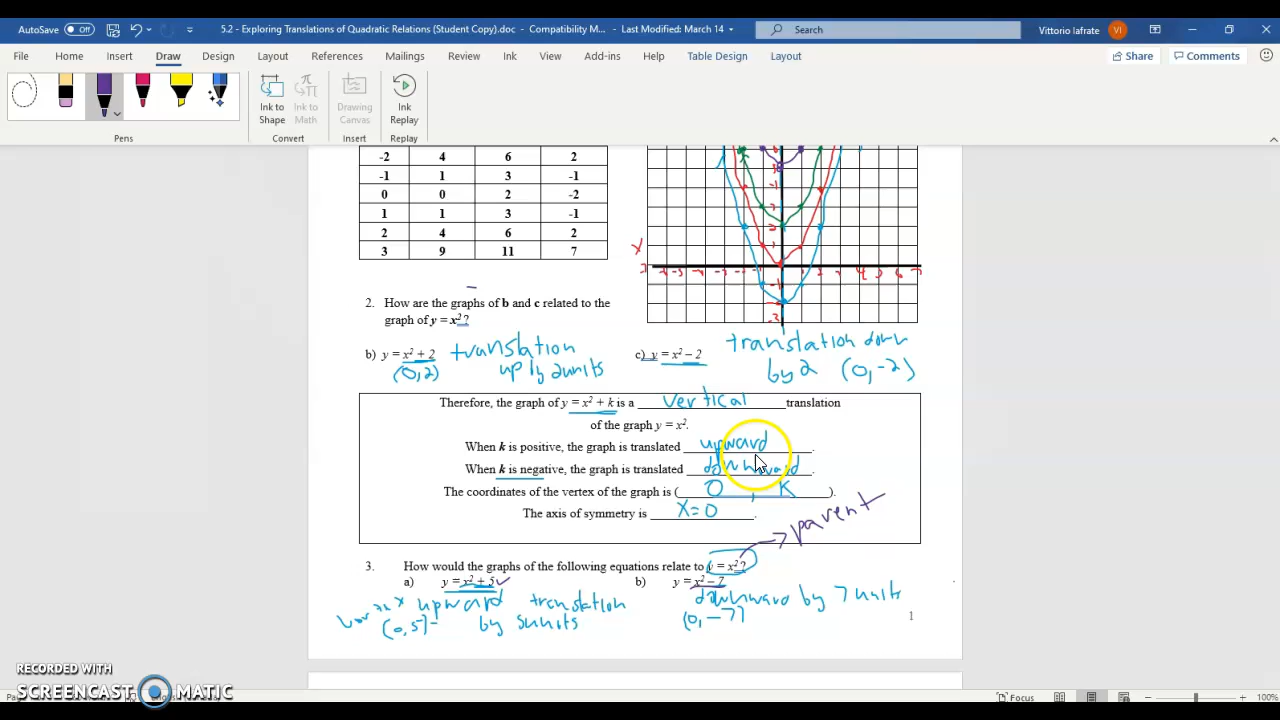 AutoSave Off 5.2 - Exploring Translations of Quadratic Relations (Student Copy).doc - Compatibility M... - Last Modified: March 14 Search Vittorio Iafrate VI
File Home Insert Draw Design Layout References Mailings Review Ink View Add-ins Help Table Design Layout Share Comments
Ink to Shape Ink to Math Drawing Canvas Ink Replay
Pens Convert Insert Replay
-2 4 6 2
-1 1 3 -1
0 0 2 -2
1 1 3 -1
2 4 6 2
3 9 11 7
2. How are the graphs of b and c related to the
graph of y = x²?
b) y = x² + 2 translation up by 2 units
(0,2)
c) y = x² – 2 translation down by 2 (0,-2)
Therefore, the graph of y = x² + k is a vertical translation
of the graph y = x².
When k is positive, the graph is translated upward.
When k is negative, the graph is translated downward.
The coordinates of the vertex of the graph is (0, K).
The axis of symmetry is x=0.
parent
3. How would the graphs of the following equations relate to y = x²?
a) y = x² + 5 b) y = x² – 7
upward translation by 5 units
(0,5)
downward by 7 units
(0, -7)
1
RECORDED WITH
SCREENCAST MATIC
Focus 100%